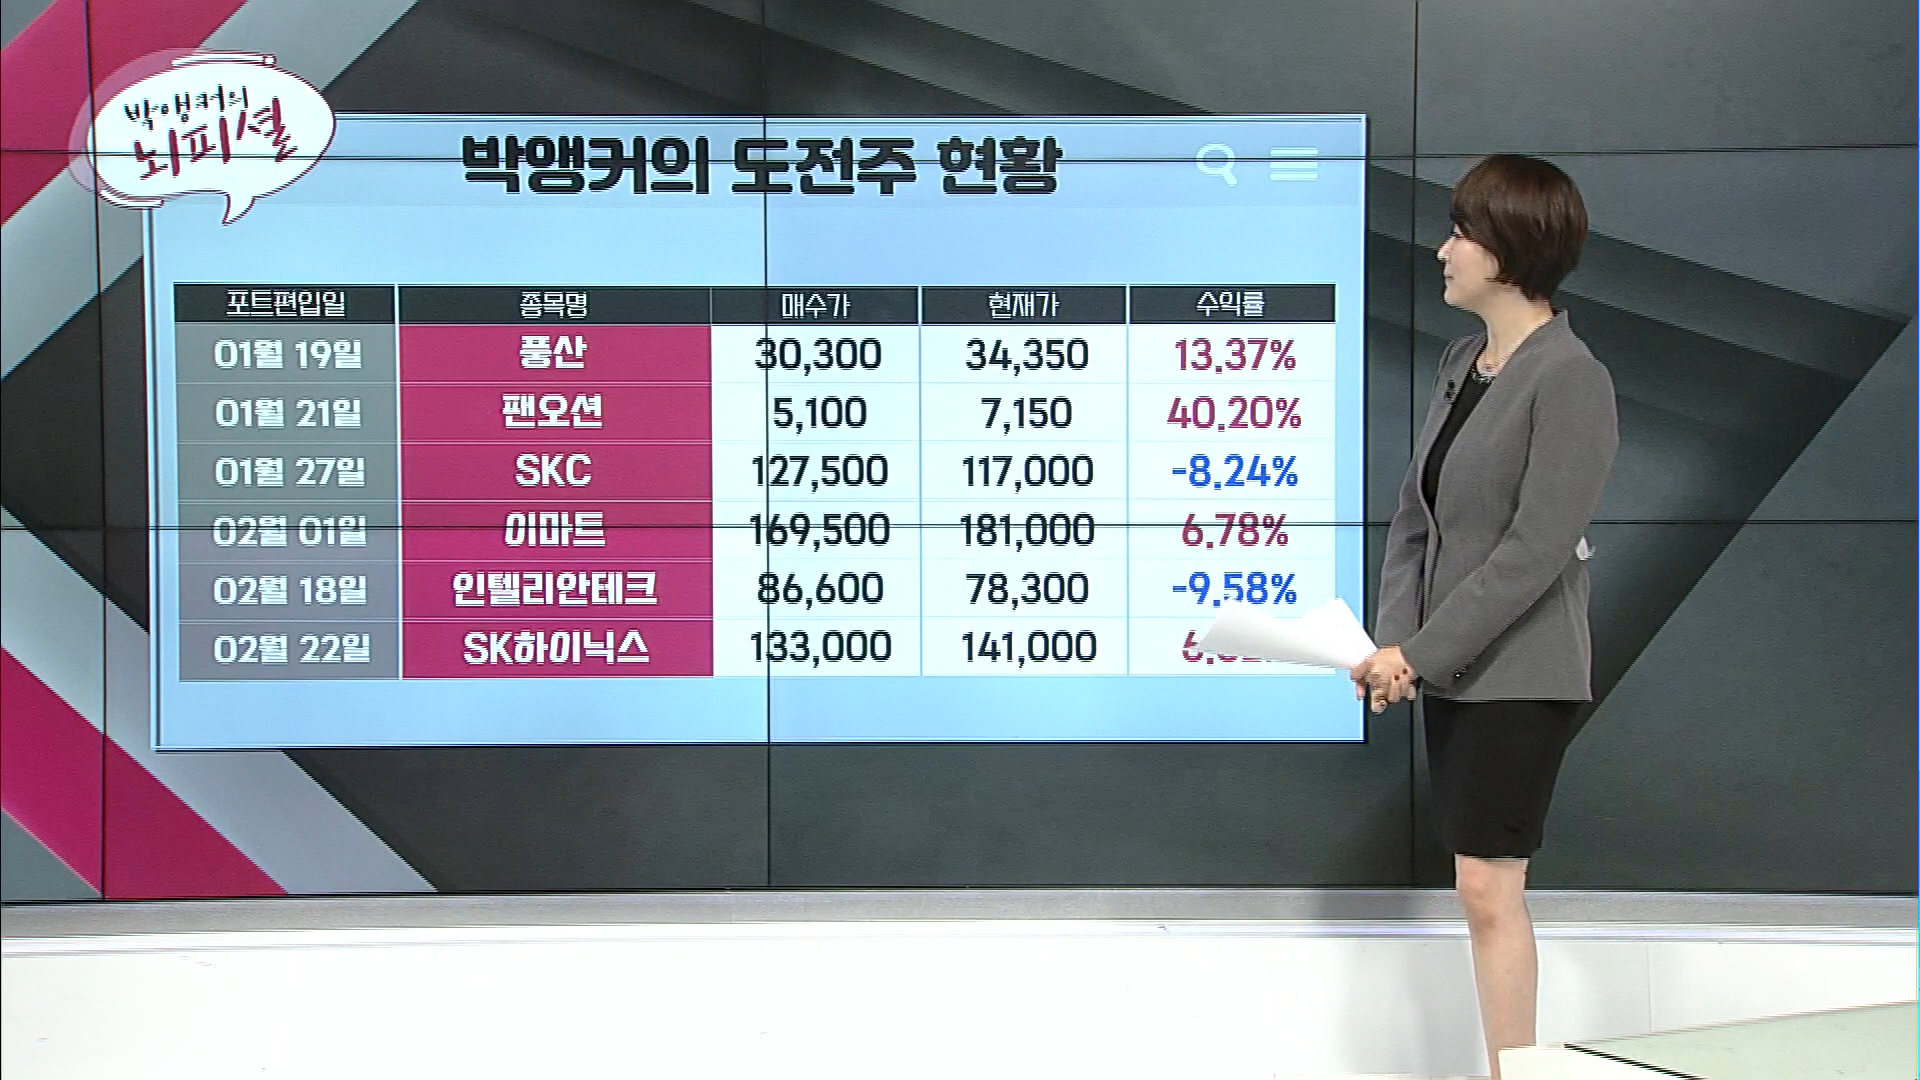 박앵커의
뇌피셜
박앵커의 도전주 현황
포트편입일 종목명 매수가 현재가 수익률
01월 19일 풍산 30,300 34,350 13.37%
01월 21일 팬오션 5,100 7,150 40.20%
01월 27일 SKC 127,500 117,000 -8.24%
02월 01일 이마트 169,500 181,000 6.78%
02월 18일 인텔리안테크 86,600 78,300 -9.58%
02월 22일 SK하이닉스 133,000 141,000